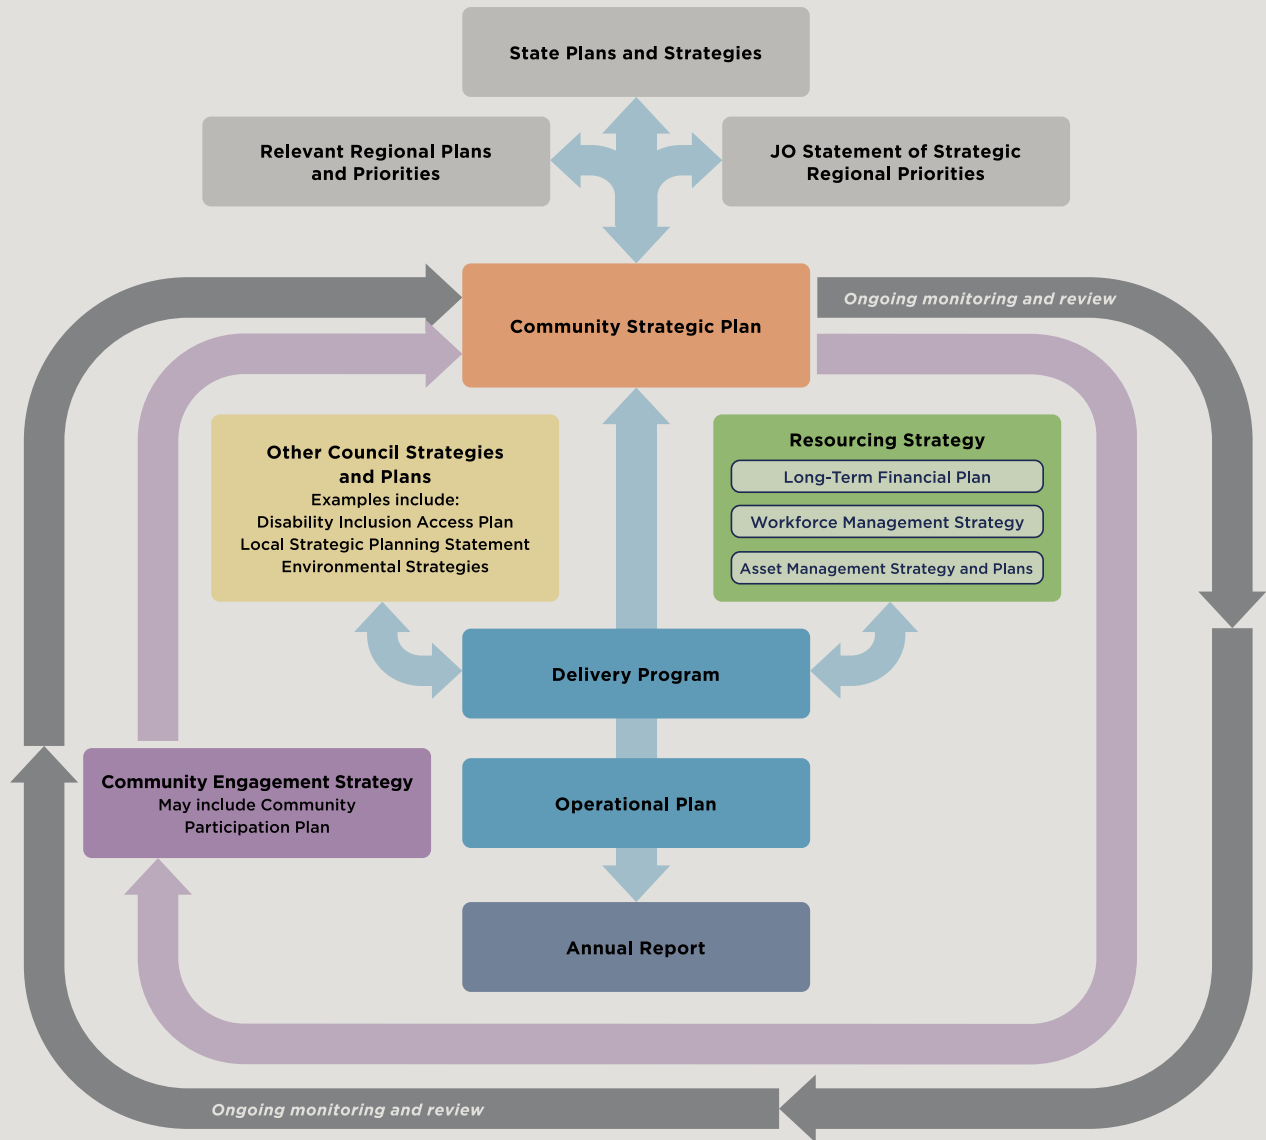 State Plans and Strategies
Relevant Regional Plans
and Priorities
JO Statement of Strategic
Regional Priorities
Community Strategic Plan
Ongoing monitoring and review
Other Council Strategies
and Plans
Examples include:
Disability Inclusion Access Plan
Local Strategic Planning Statement
Environmental Strategies
Resourcing Strategy
Long-Term Financial Plan
Workforce Management Strategy
Asset Management Strategy and Plans
Delivery Program
Community Engagement Strategy
May include Community
Participation Plan
Operational Plan
Annual Report
Ongoing monitoring and review